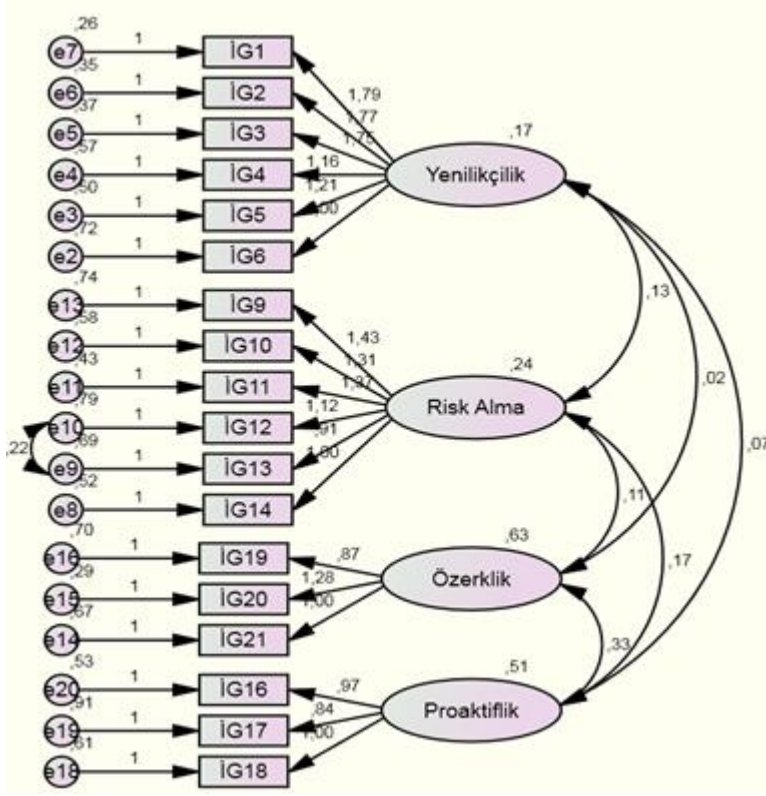 ,26
e7 1 İG1
,35
e6 1 İG2
,37
e5 1 İG3
,57
e4 1 İG4
,50
e3 1 İG5
,72
e2 1 İG6
1,79
1,77
1,75
1,16
1,21
1,00
,17
Yenilikçilik
,74
e13 1 İG9
,58
e12 1 İG10
,43
e11 1 İG11
,79
e10 1 İG12
,69
e9 1 İG13
,52
e8 1 İG14
,22
1,43
1,31
1,37
1,12
,91
1,00
,24
Risk Alma
,70
e16 1 İG19
,29
e15 1 İG20
,67
e14 1 İG21
,87
1,28
1,00
,63
Özerklik
,53
e20 1 İG16
,91
e19 1 İG17
,61
e18 1 İG18
,97
,84
1,00
,51
Proaktiflik
,13
,02
,07
,11
,17
,33